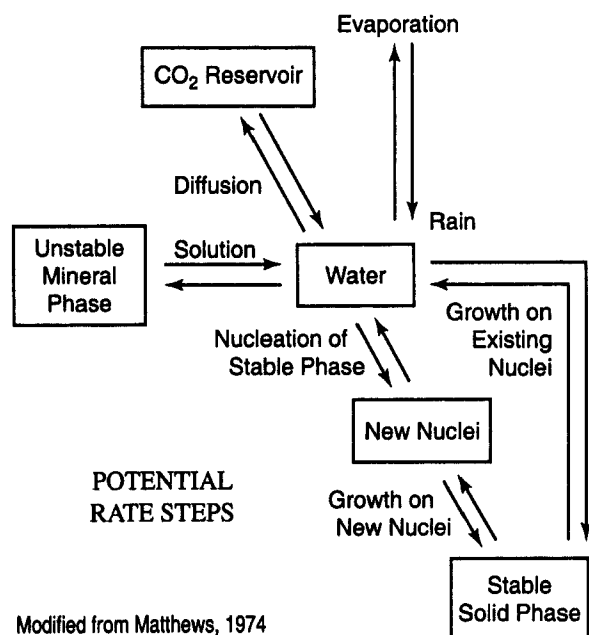 Evaporation
CO₂ Reservoir
Diffusion
Rain
Unstable
Mineral
Phase
Solution
Water
Growth on
Existing
Nuclei
Nucleation of
Stable Phase
New Nuclei
POTENTIAL
RATE STEPS
Growth on
New Nuclei
Stable
Solid Phase
Modified from Matthews, 1974